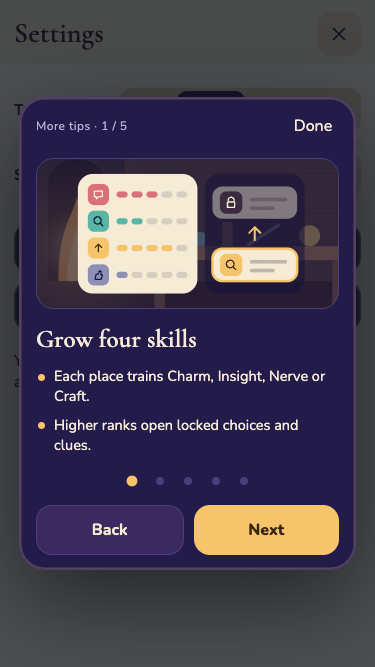 Settings
More tips · 1 / 5
Done
Grow four skills
Each place trains Charm, Insight, Nerve or
Craft.
Higher ranks open locked choices and
clues.
Back
Next